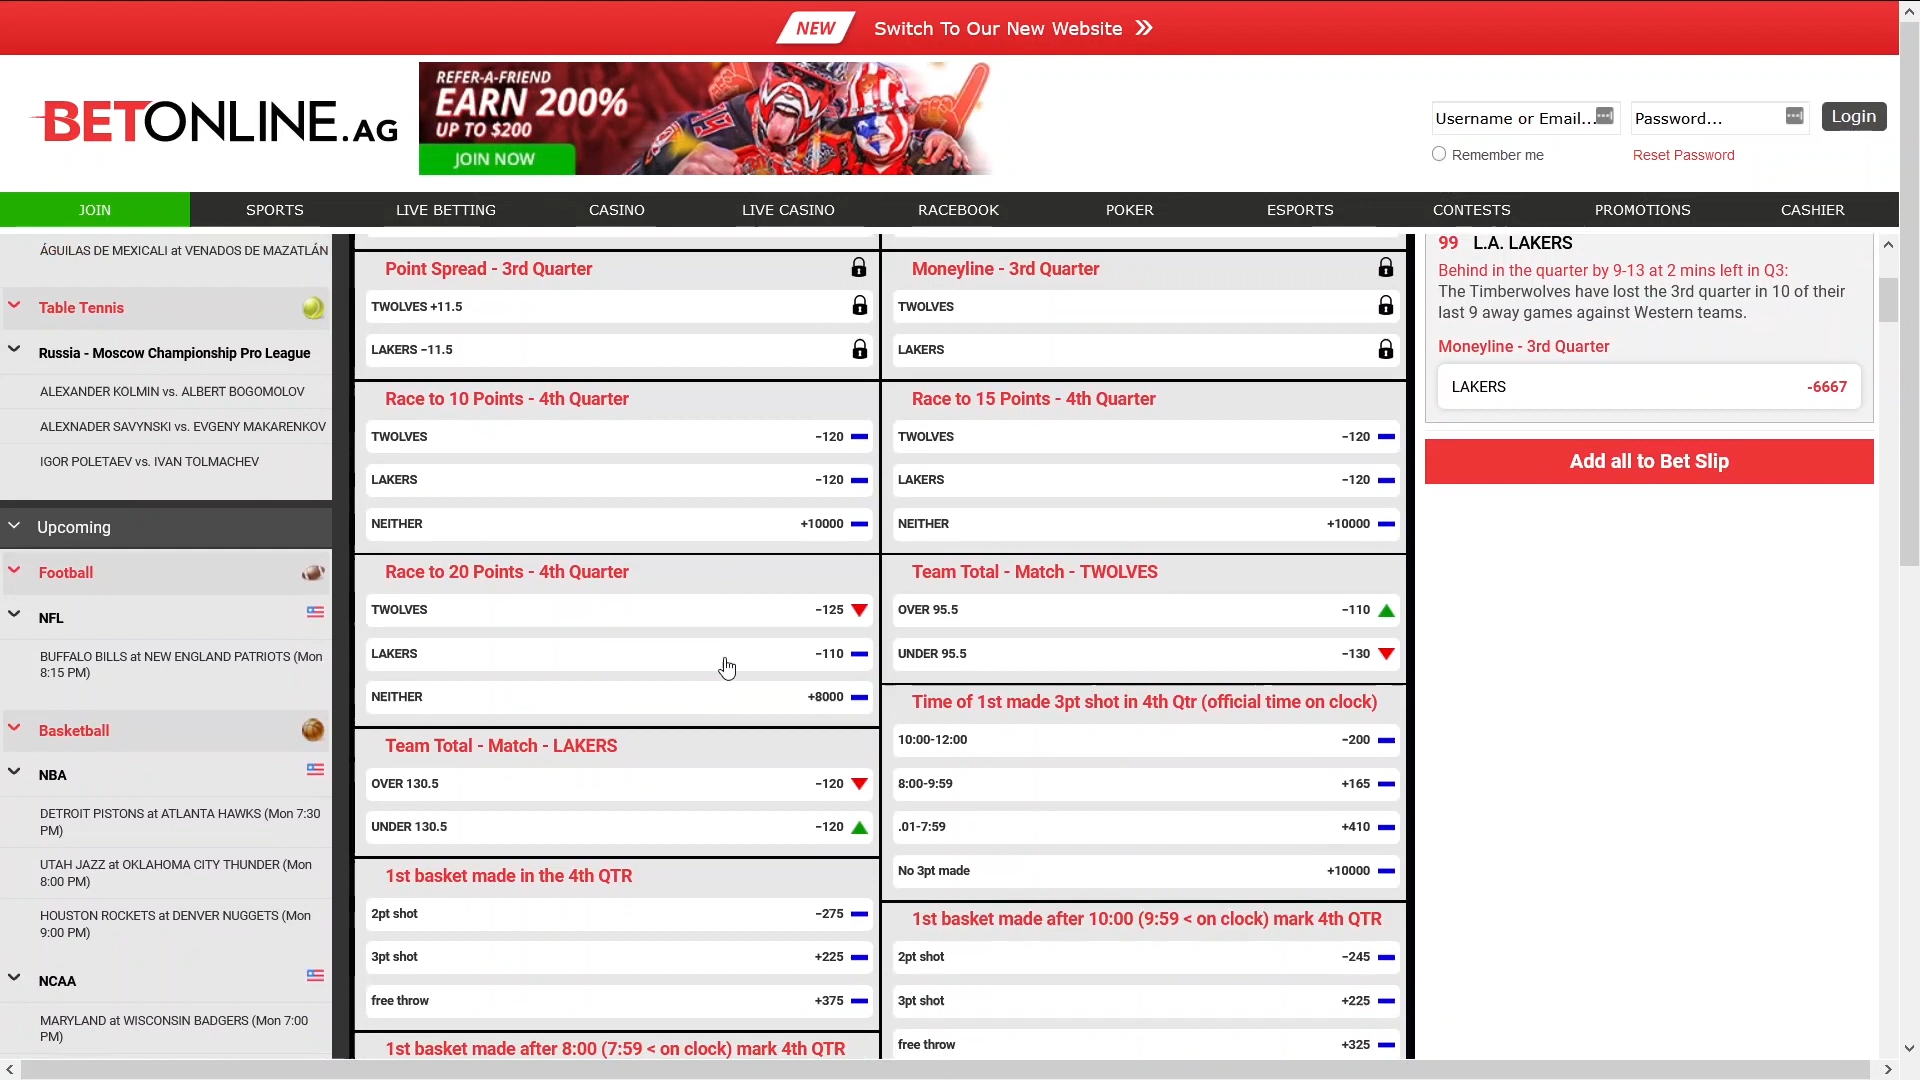 NEW Switch To Our New Website
BETONLINE.AG
REFER-A-FRIEND
EARN 200%
UP TO $200
JOIN NOW
Username or Email...
Password...
Login
Remember me
Reset Password
JOIN
SPORTS
LIVE BETTING
CASINO
LIVE CASINO
RACEBOOK
POKER
ESPORTS
CONTESTS
PROMOTIONS
CASHIER
ÁGUILAS DE MEXICALI at VENADOS DE MAZATLÁN
Table Tennis
Russia - Moscow Championship Pro League
ALEXANDER KOLMIN vs. ALBERT BOGOMOLOV
ALEXNADER SAVYNSKI vs. EVGENY MAKARENKOV
IGOR POLETAEV vs. IVAN TOLMACHEV
Upcoming
Football
NFL
BUFFALO BILLS at NEW ENGLAND PATRIOTS (Mon
8:15 PM)
Basketball
NBA
DETROIT PISTONS at ATLANTA HAWKS (Mon 7:30
PM)
UTAH JAZZ at OKLAHOMA CITY THUNDER (Mon
8:00 PM)
HOUSTON ROCKETS at DENVER NUGGETS (Mon
9:00 PM)
NCAA
MARYLAND at WISCONSIN BADGERS (Mon 7:00
PM)
Point Spread - 3rd Quarter
TWOLVES +11.5
LAKERS -11.5
Race to 10 Points - 4th Quarter
TWOLVES -120
LAKERS -120
NEITHER +10000
Race to 20 Points - 4th Quarter
TWOLVES -125
LAKERS -110
NEITHER +8000
Team Total - Match - LAKERS
OVER 130.5 -120
UNDER 130.5 -120
1st basket made in the 4th QTR
2pt shot -275
3pt shot +225
free throw +375
1st basket made after 8:00 (7:59 < on clock) mark 4th QTR
Moneyline - 3rd Quarter
TWOLVES
LAKERS
Race to 15 Points - 4th Quarter
TWOLVES -120
LAKERS -120
NEITHER +10000
Team Total - Match - TWOLVES
OVER 95.5 -110
UNDER 95.5 -130
Time of 1st made 3pt shot in 4th Qtr (official time on clock)
10:00-12:00 -200
8:00-9:59 +165
.01-7:59 +410
No 3pt made +10000
1st basket made after 10:00 (9:59 < on clock) mark 4th QTR
2pt shot -245
3pt shot +225
free throw +325
99 L.A. LAKERS
Behind in the quarter by 9-13 at 2 mins left in Q3:
The Timberwolves have lost the 3rd quarter in 10 of their
last 9 away games against Western teams.
Moneyline - 3rd Quarter
LAKERS -6667
Add all to Bet Slip